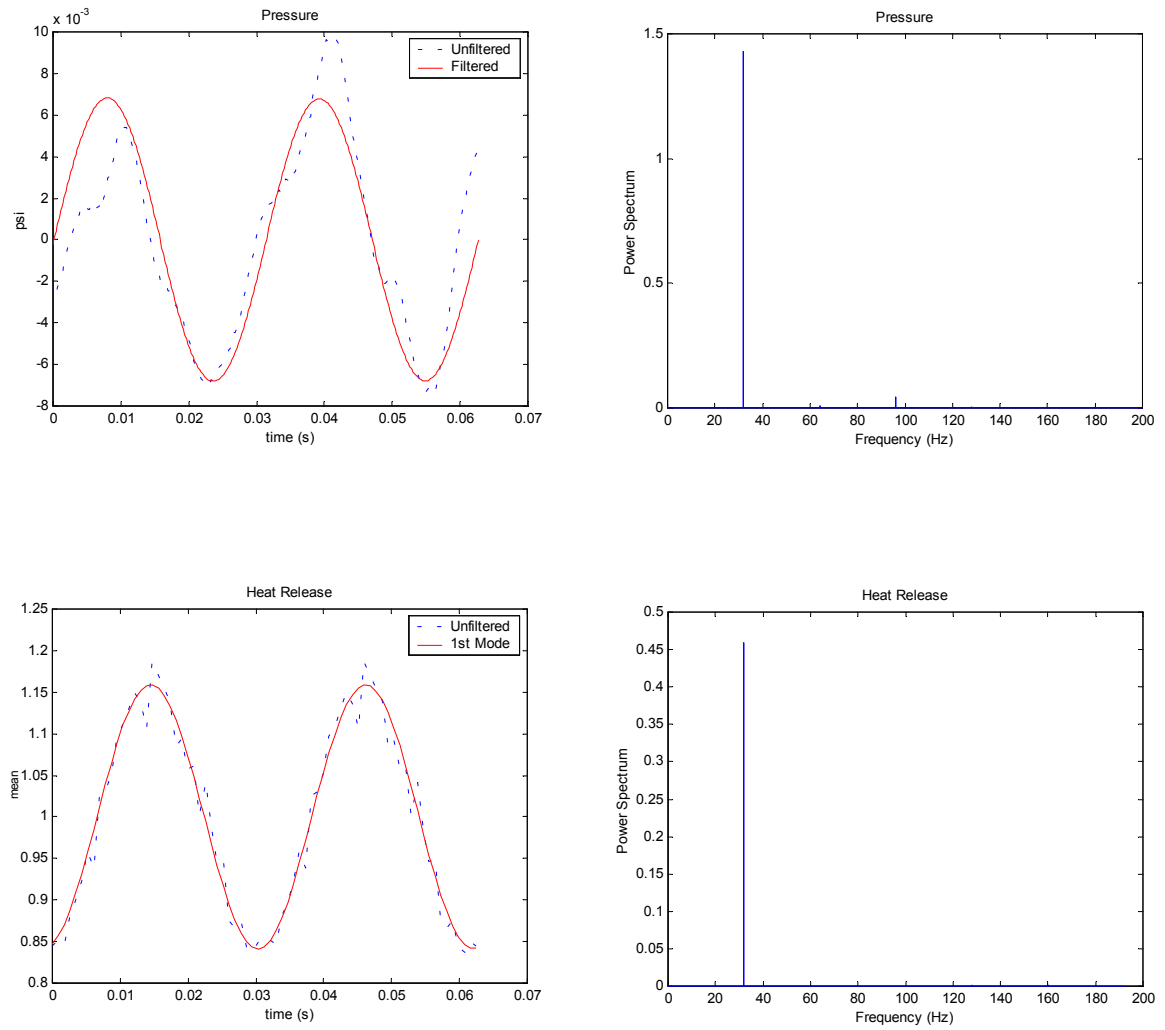 Pressure
x 10-3
10
8
6
4
2
0
-2
-4
-6
-8
psi
0 0.01 0.02 0.03 0.04 0.05 0.06 0.07
time (s)
Unfiltered
Filtered
Pressure
1.5
1
0.5
0
Power Spectrum
0 20 40 60 80 100 120 140 160 180 200
Frequency (Hz)
Heat Release
1.25
1.2
1.15
1.1
1.05
1
0.95
0.9
0.85
0.8
mean
0 0.01 0.02 0.03 0.04 0.05 0.06 0.07
time (s)
Unfiltered
1st Mode
Heat Release
0.5
0.45
0.4
0.35
0.3
0.25
0.2
0.15
0.1
0.05
0
Power Spectrum
0 20 40 60 80 100 120 140 160 180 200
Frequency (Hz)